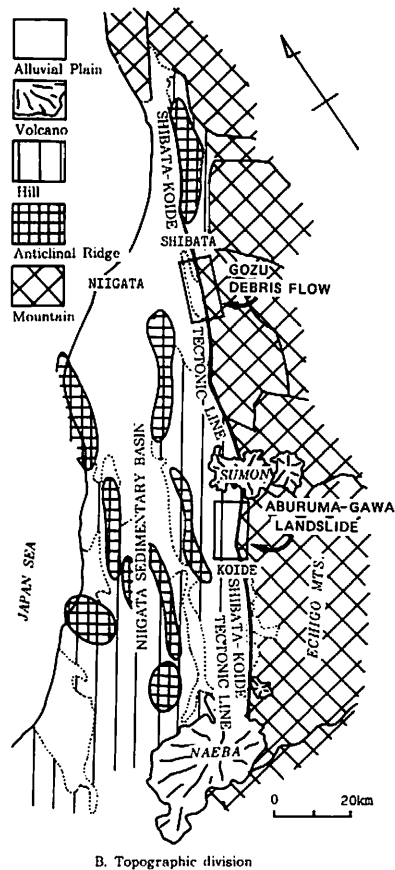 Alluvial Plain
Volcano
Hill
Anticlinal Ridge
Mountain
SHIBATA-KOIDE
SHIBATA
NIIGATA
GOZU
DEBRIS FLOW
TECTONIC LINE
NIIGATA SEDIMENTARY BASIN
SUMON
ABURUMA-GAWA
LANDSLIDE
JAPAN SEA
KOIDE
ECHIGO MTS.
SHIBATA-KOIDE
TECTONIC LINE
NAEBA
0 20km
B. Topographic division